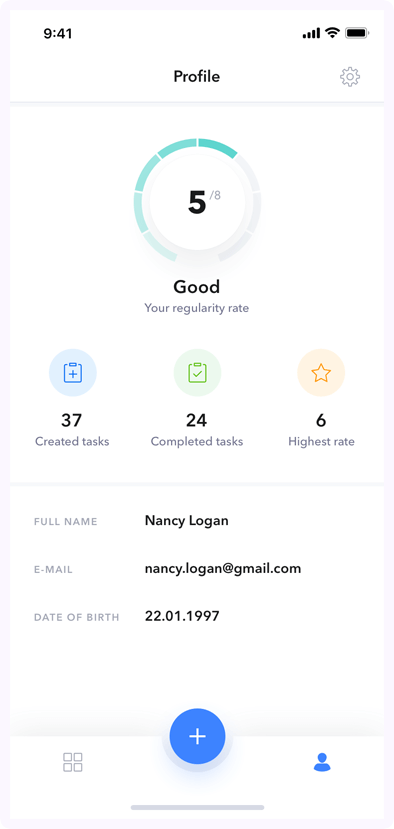 9:41
Profile
5/8
Good
Your regularity rate
37 24 6
Created tasks Completed tasks Highest rate
FULL NAME Nancy Logan
E-MAIL nancy.logan@gmail.com
DATE OF BIRTH 22.01.1997